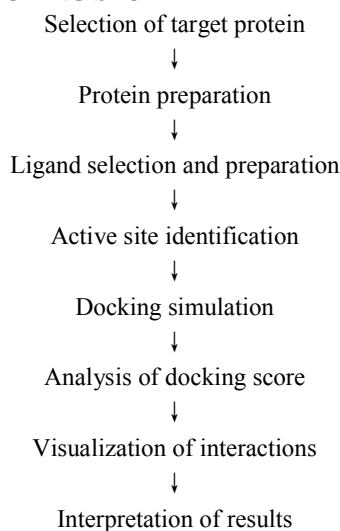 Selection of target protein
↓
Protein preparation
↓
Ligand selection and preparation
↓
Active site identification
↓
Docking simulation
↓
Analysis of docking score
↓
Visualization of interactions
↓
Interpretation of results